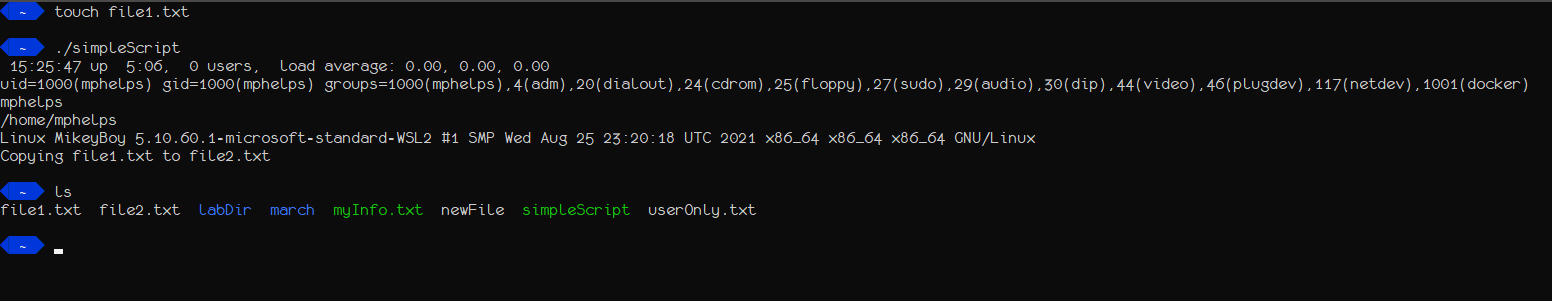 ~ touch file1.txt
~ ./simpleScript
15:25:47 up  5:06,  0 users,  load average: 0.00, 0.00, 0.00
uid=1000(mphelps) gid=1000(mphelps) groups=1000(mphelps),4(adm),20(dialout),24(cdrom),25(floppy),27(sudo),29(audio),30(dip),44(video),46(plugdev),117(netdev),1001(docker)
mphelps
/home/mphelps
Linux MikeyBoy 5.10.60.1-microsoft-standard-WSL2 #1 SMP Wed Aug 25 23:20:18 UTC 2021 x86_64 x86_64 x86_64 GNU/Linux
Copying file1.txt to file2.txt
~ ls
file1.txt  file2.txt  labDir  march  myInfo.txt  newFile  simpleScript  userOnly.txt
~